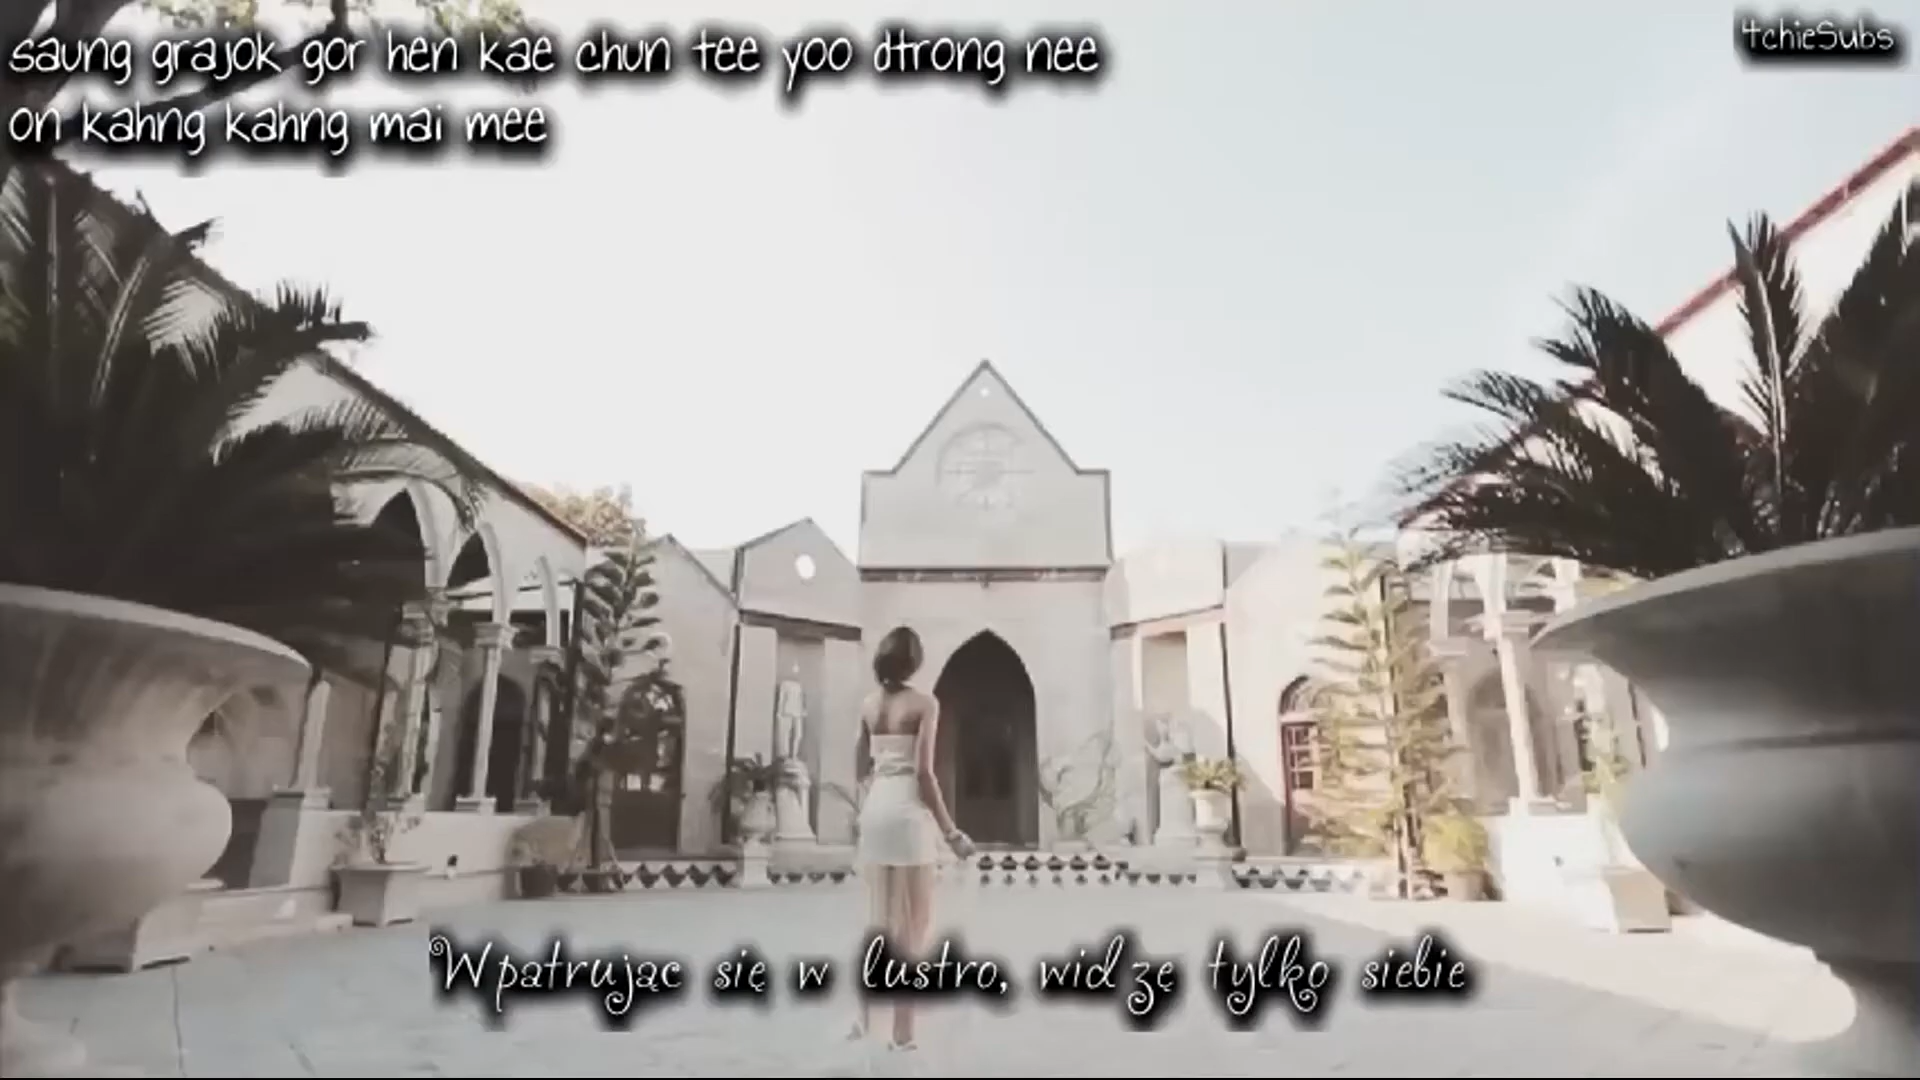 saung grajok gor hen kae chun tee yoo dtrong nee
on kahng kahng mai mee
4chieSubs
Wpatrując się w lustro, widzę tylko siebie